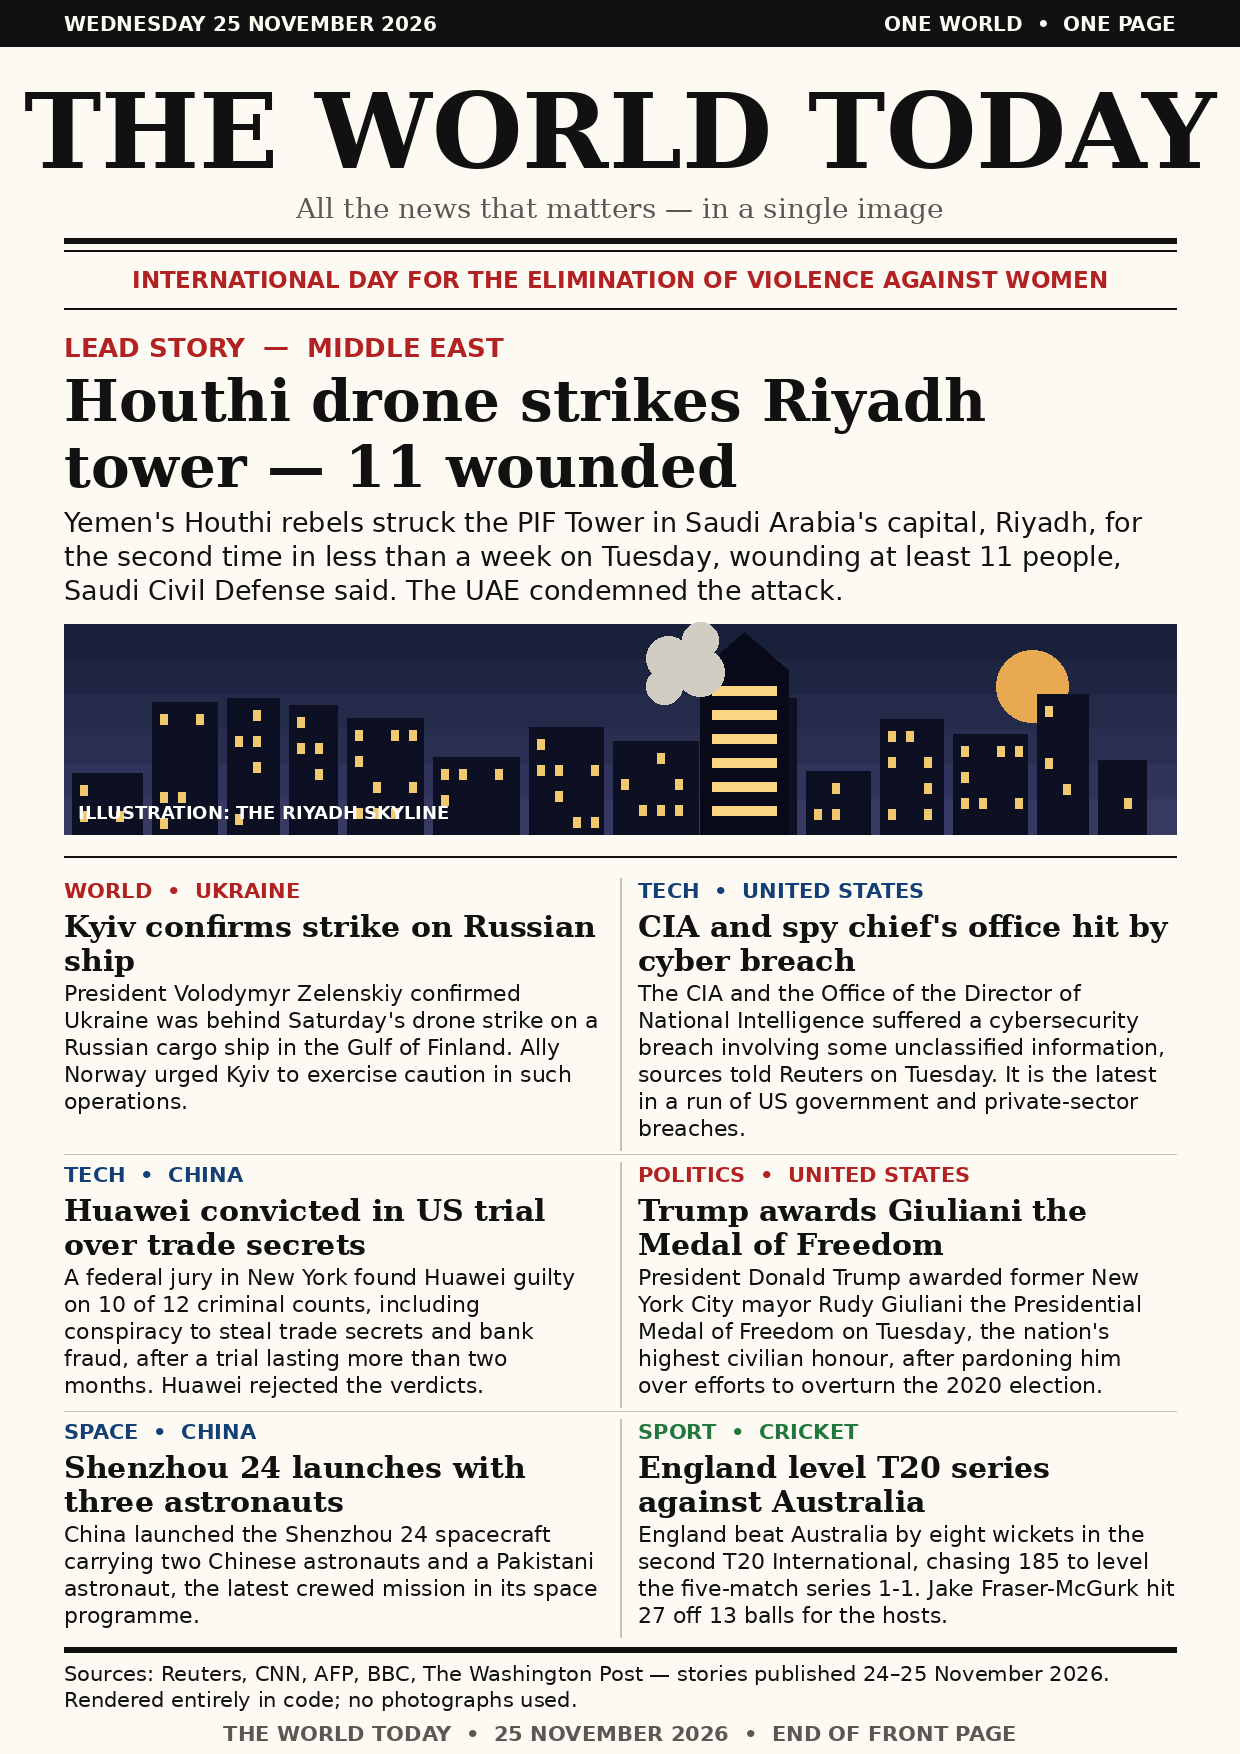 WEDNESDAY 25 NOVEMBER 2026
ONE WORLD • ONE PAGE
THE WORLD TODAY
All the news that matters — in a single image
INTERNATIONAL DAY FOR THE ELIMINATION OF VIOLENCE AGAINST WOMEN
LEAD STORY — MIDDLE EAST
Houthi drone strikes Riyadh
tower — 11 wounded
Yemen's Houthi rebels struck the PIF Tower in Saudi Arabia's capital, Riyadh, for
the second time in less than a week on Tuesday, wounding at least 11 people,
Saudi Civil Defense said. The UAE condemned the attack.
ILLUSTRATION: THE RIYADH SKYLINE
WORLD • UKRAINE
Kyiv confirms strike on Russian
ship
President Volodymyr Zelenskiy confirmed
Ukraine was behind Saturday's drone strike on a
Russian cargo ship in the Gulf of Finland. Ally
Norway urged Kyiv to exercise caution in such
operations.
TECH • UNITED STATES
CIA and spy chief's office hit by
cyber breach
The CIA and the Office of the Director of
National Intelligence suffered a cybersecurity
breach involving some unclassified information,
sources told Reuters on Tuesday. It is the latest
in a run of US government and private-sector
breaches.
TECH • CHINA
Huawei convicted in US trial
over trade secrets
A federal jury in New York found Huawei guilty
on 10 of 12 criminal counts, including
conspiracy to steal trade secrets and bank
fraud, after a trial lasting more than two
months. Huawei rejected the verdicts.
POLITICS • UNITED STATES
Trump awards Giuliani the
Medal of Freedom
President Donald Trump awarded former New
York City mayor Rudy Giuliani the Presidential
Medal of Freedom on Tuesday, the nation's
highest civilian honour, after pardoning him
over efforts to overturn the 2020 election.
SPACE • CHINA
Shenzhou 24 launches with
three astronauts
China launched the Shenzhou 24 spacecraft
carrying two Chinese astronauts and a Pakistani
astronaut, the latest crewed mission in its space
programme.
SPORT • CRICKET
England level T20 series
against Australia
England beat Australia by eight wickets in the
second T20 International, chasing 185 to level
the five-match series 1-1. Jake Fraser-McGurk hit
27 off 13 balls for the hosts.
Sources: Reuters, CNN, AFP, BBC, The Washington Post — stories published 24–25 November 2026.
Rendered entirely in code; no photographs used.
THE WORLD TODAY • 25 NOVEMBER 2026 • END OF FRONT PAGE